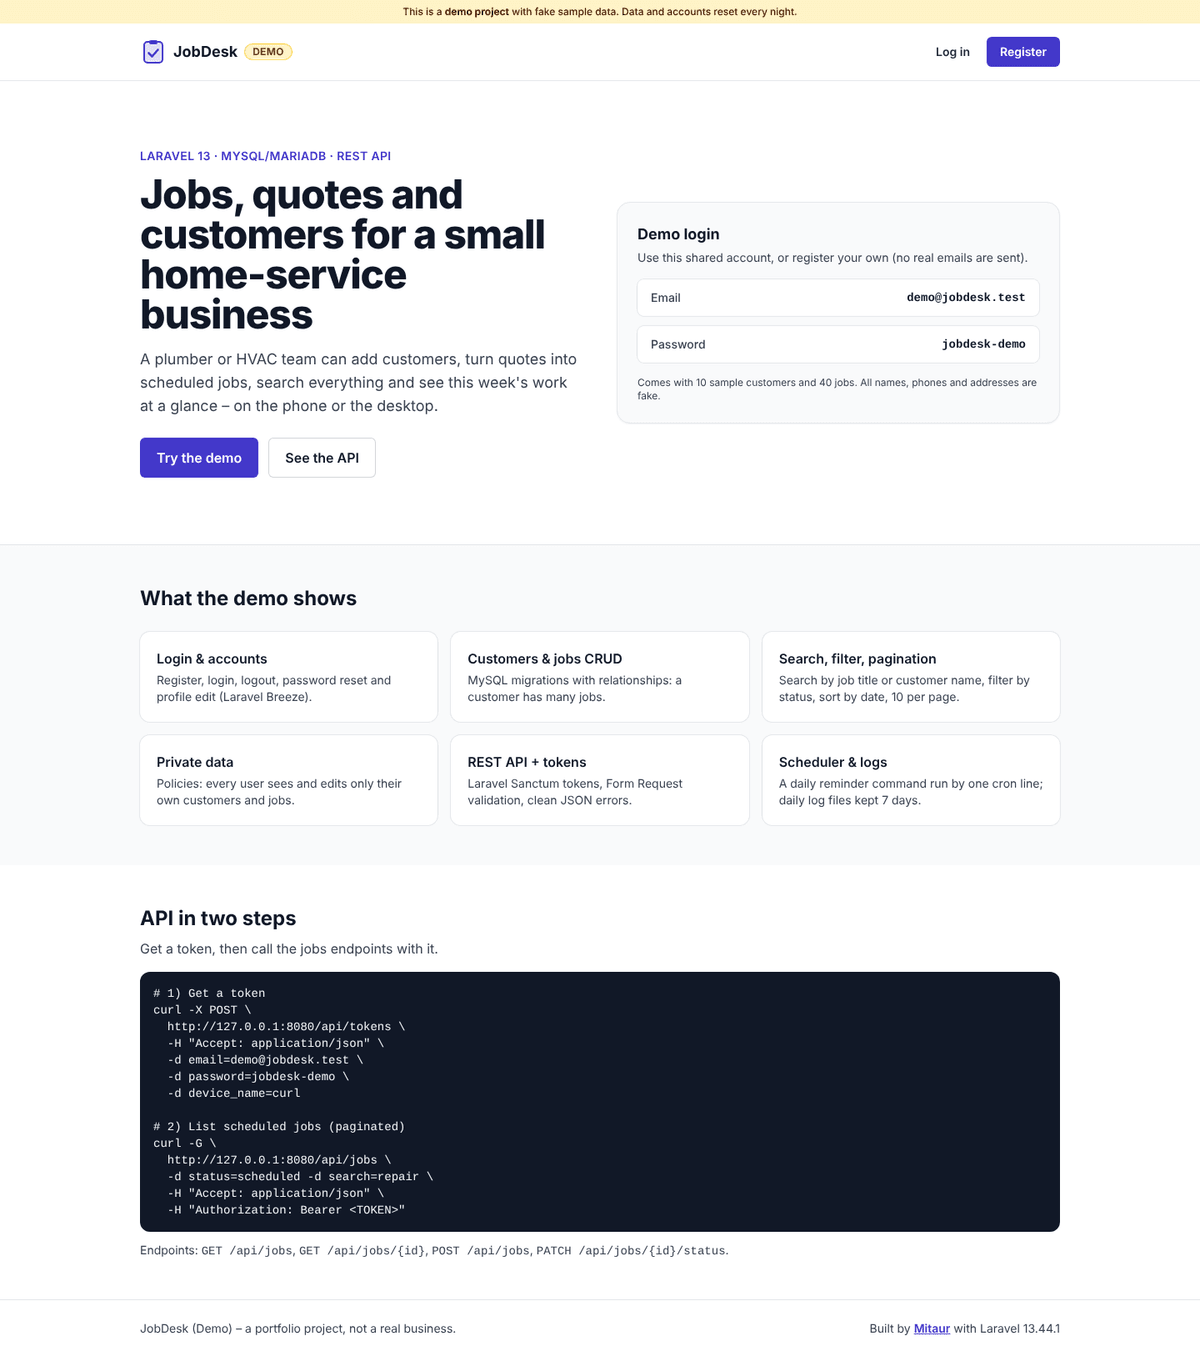 This is a demo project with fake sample data. Data and accounts reset every night.
JobDesk DEMO Log in Register
LARAVEL 13 · MYSQL/MARIADB · REST API
Jobs, quotes and
customers for a small
home-service
business
A plumber or HVAC team can add customers, turn quotes into
scheduled jobs, search everything and see this week's work
at a glance – on the phone or the desktop.
Try the demo See the API
Demo login
Use this shared account, or register your own (no real emails are sent).
Email demo@jobdesk.test
Password jobdesk-demo
Comes with 10 sample customers and 40 jobs. All names, phones and addresses are
fake.
What the demo shows
Login & accounts
Register, login, logout, password reset and
profile edit (Laravel Breeze).
Customers & jobs CRUD
MySQL migrations with relationships: a
customer has many jobs.
Search, filter, pagination
Search by job title or customer name, filter by
status, sort by date, 10 per page.
Private data
Policies: every user sees and edits only their
own customers and jobs.
REST API + tokens
Laravel Sanctum tokens, Form Request
validation, clean JSON errors.
Scheduler & logs
A daily reminder command run by one cron line;
daily log files kept 7 days.
API in two steps
Get a token, then call the jobs endpoints with it.
# 1) Get a token
curl -X POST \
http://127.0.0.1:8080/api/tokens \
-H "Accept: application/json" \
-d email=demo@jobdesk.test \
-d password=jobdesk-demo \
-d device_name=curl
# 2) List scheduled jobs (paginated)
curl -G \
http://127.0.0.1:8080/api/jobs \
-d status=scheduled -d search=repair \
-H "Accept: application/json" \
-H "Authorization: Bearer <TOKEN>"
Endpoints: GET /api/jobs, GET /api/jobs/{id}, POST /api/jobs, PATCH /api/jobs/{id}/status.
JobDesk (Demo) – a portfolio project, not a real business.
Built by Mitaur with Laravel 13.44.1